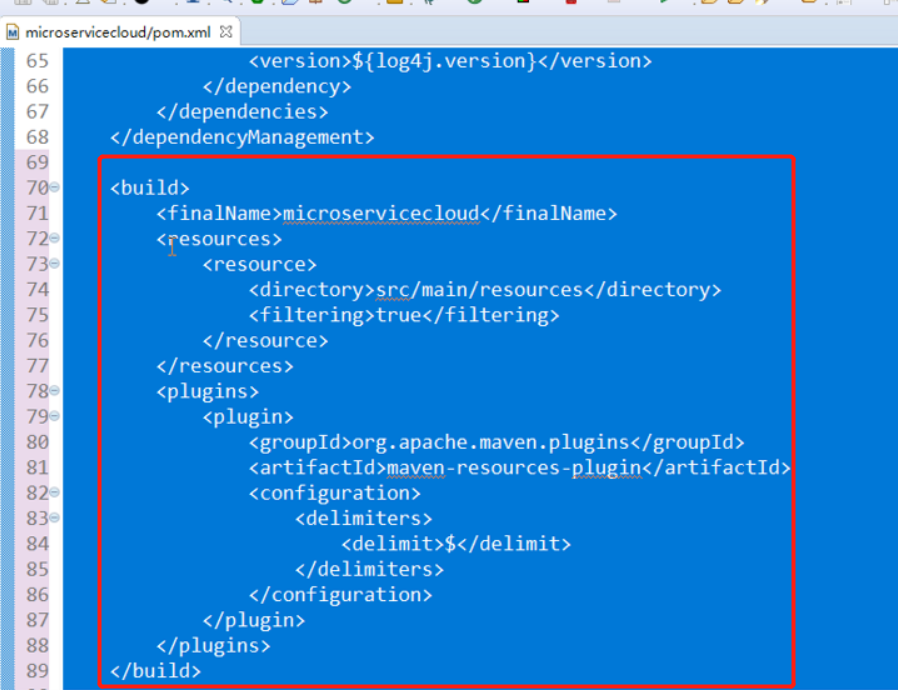 microservicecloud/pom.xml
65 <version>${log4j.version}</version>
66 </dependency>
67 </dependencies>
68 </dependencyManagement>
69
70 <build>
71 <finalName>microservicecloud</finalName>
72 <resources>
73 <resource>
74 <directory>src/main/resources</directory>
75 <filtering>true</filtering>
76 </resource>
77 </resources>
78 <plugins>
79 <plugin>
80 <groupId>org.apache.maven.plugins</groupId>
81 <artifactId>maven-resources-plugin</artifactId>
82 <configuration>
83 <delimiters>
84 <delimit>$</delimit>
85 </delimiters>
86 </configuration>
87 </plugin>
88 </plugins>
89 </build>